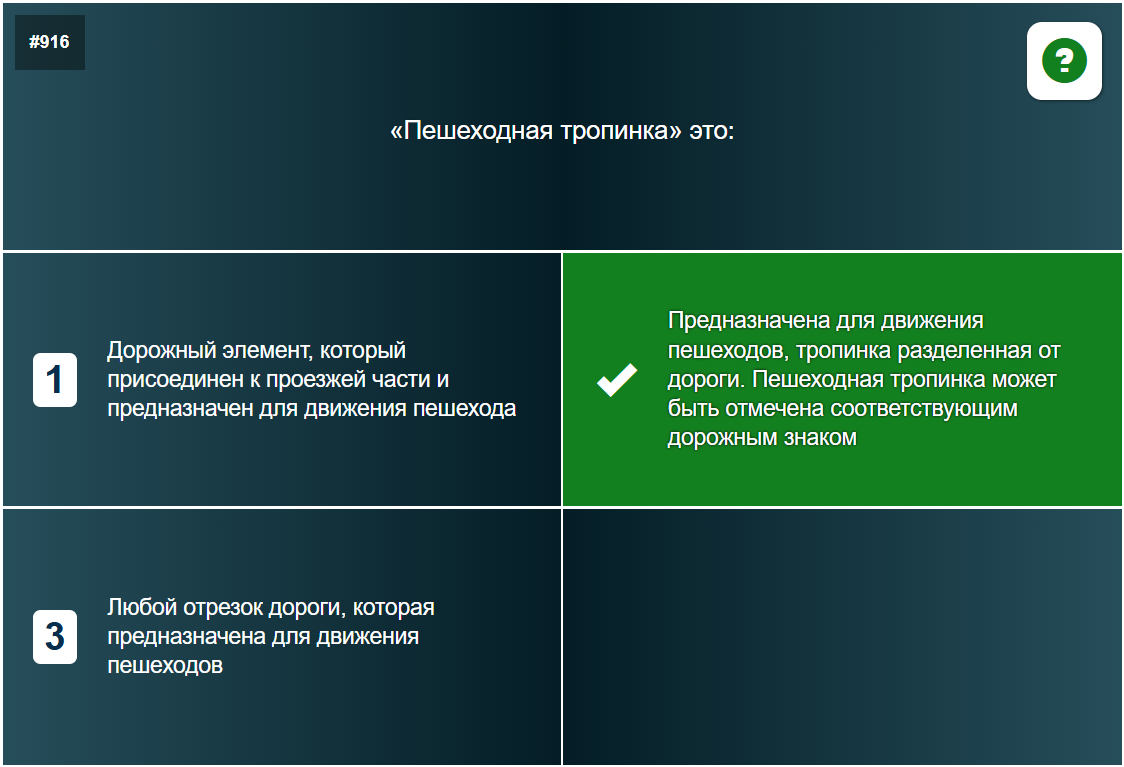 #916
?
«Пешеходная тропинка» это:
1
Дорожный элемент, который
присоединен к проезжей части и
предназначен для движения пешехода
Предназначена для движения
пешеходов, тропинка разделенная от
дороги. Пешеходная тропинка может
быть отмечена соответствующим
дорожным знаком
3
Любой отрезок дороги, которая
предназначена для движения
пешеходов